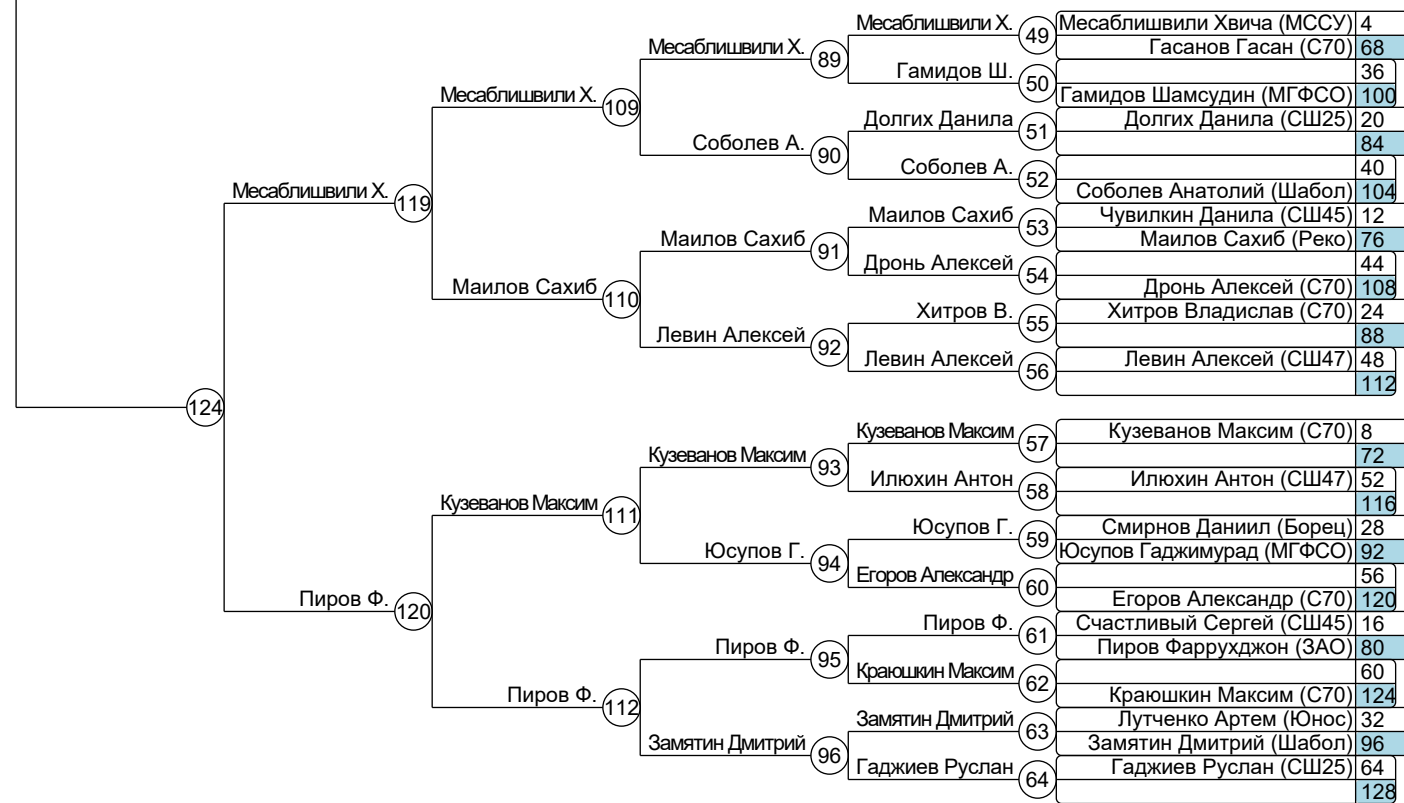 Месаблишвили Х. 49 Месаблишвили Хвича (МССУ) 4
Месаблишвили Х. 89 Гасанов Гасан (С70) 68
Гамидов Ш. 50 36
Месаблишвили Х. 109 Гамидов Шамсудин (МГФСО) 100
Долгих Данила 51 Долгих Данила (СШ25) 20
Соболев А. 90 84
Соболев А. 52 40
Месаблишвили Х. 119 Соболев Анатолий (Шабол) 104
Маилов Сахиб 53 Чувилкин Данила (СШ45) 12
Маилов Сахиб 91 Маилов Сахиб (Реко) 76
Дронь Алексей 54 44
Маилов Сахиб 110 Дронь Алексей (С70) 108
Хитров В. 55 Хитров Владислав (С70) 24
Левин Алексей 92 88
Левин Алексей 56 Левин Алексей (СШ47) 48
112
124
Кузеванов Максим 57 Кузеванов Максим (С70) 8
Кузеванов Максим 93 72
Илюхин Антон 58 Илюхин Антон (СШ47) 52
Кузеванов Максим 111 116
Юсупов Г. 59 Смирнов Даниил (Борец) 28
Юсупов Г. 94 Юсупов Гаджимурад (МГФСО) 92
Егоров Александр 60 56
Пиров Ф. 120 Егоров Александр (С70) 120
Пиров Ф. 61 Счастливый Сергей (СШ45) 16
Пиров Ф. 95 Пиров Фаррухджон (ЗАО) 80
Краюшкин Максим 62 60
Пиров Ф. 112 Краюшкин Максим (С70) 124
Замятин Дмитрий 63 Лутченко Артем (Юнос) 32
Замятин Дмитрий 96 Замятин Дмитрий (Шабол) 96
Гаджиев Руслан 64 Гаджиев Руслан (СШ25) 64
128